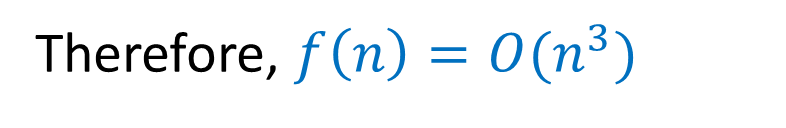 Therefore, f(n) = O(n³)